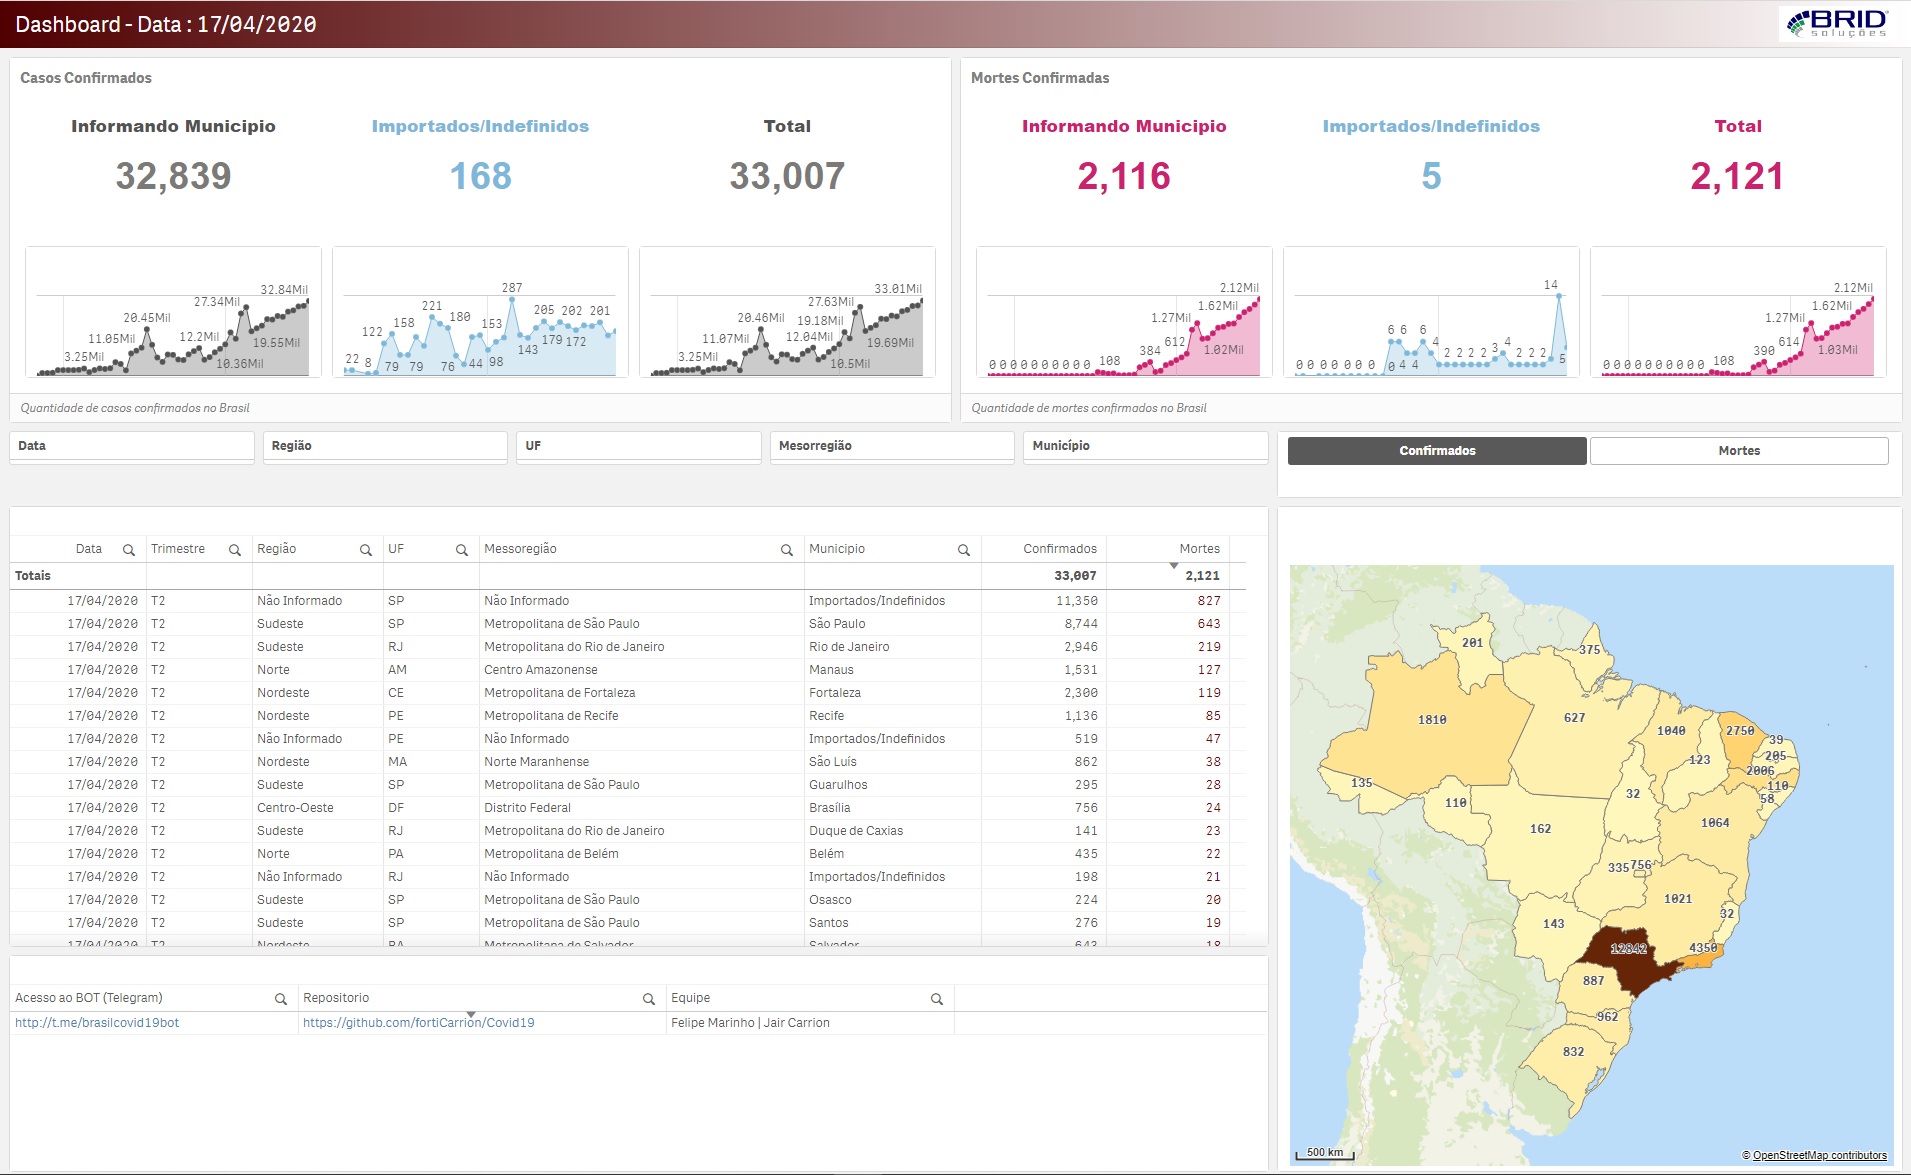 Dashboard - Data : 17/04/2020
BRID
soluções
Casos Confirmados
Informando Municipio
Importados/Indefinidos
Total
32,839
168
33,007
3.25Mil
11.05Mil
20.45Mil
12.2Mil
27.34Mil
10.36Mil
19.55Mil
32.84Mil
22
8
122
79
158
79
221
76
180
44
153
98
287
143
205
179
202
172
201
3.25Mil
11.07Mil
20.46Mil
12.04Mil
19.18Mil
27.63Mil
10.5Mil
19.69Mil
33.01Mil
Quantidade de casos confirmados no Brasil
Mortes Confirmadas
Informando Municipio
Importados/Indefinidos
Total
2,116
5
2,121
0 0 0 0 0 0 0 0 0 0
108
384
612
1.27Mil
1.62Mil
1.02Mil
2.12Mil
0 0 0 0 0 0 0
6 6 6
0 4 4
4
2 2 2 2 3 4 2 2 2
14
5
0 0 0 0 0 0 0 0 0 0
108
390
614
1.27Mil
1.62Mil
1.03Mil
2.12Mil
Quantidade de mortes confirmados no Brasil
Data
Região
UF
Mesorregião
Município
Confirmados
Mortes
Data Trimestre Região UF Messoregião Municipio Confirmados Mortes
Totais 33,007 2,121
17/04/2020 T2 Não Informado SP Não Informado Importados/Indefinidos 11,350 827
17/04/2020 T2 Sudeste SP Metropolitana de São Paulo São Paulo 8,744 643
17/04/2020 T2 Sudeste RJ Metropolitana do Rio de Janeiro Rio de Janeiro 2,946 219
17/04/2020 T2 Norte AM Centro Amazonense Manaus 1,531 127
17/04/2020 T2 Nordeste CE Metropolitana de Fortaleza Fortaleza 2,300 119
17/04/2020 T2 Nordeste PE Metropolitana de Recife Recife 1,136 85
17/04/2020 T2 Não Informado PE Não Informado Importados/Indefinidos 519 47
17/04/2020 T2 Nordeste MA Norte Maranhense São Luís 862 38
17/04/2020 T2 Sudeste SP Metropolitana de São Paulo Guarulhos 295 28
17/04/2020 T2 Centro-Oeste DF Distrito Federal Brasília 756 24
17/04/2020 T2 Sudeste RJ Metropolitana do Rio de Janeiro Duque de Caxias 141 23
17/04/2020 T2 Norte PA Metropolitana de Belém Belém 435 22
17/04/2020 T2 Não Informado RJ Não Informado Importados/Indefinidos 198 21
17/04/2020 T2 Sudeste SP Metropolitana de São Paulo Osasco 224 20
17/04/2020 T2 Sudeste SP Metropolitana de São Paulo Santos 276 19
17/04/2020 T2 Nordeste BA Metropolitana de Salvador Salvador 643 18
Acesso ao BOT (Telegram) Repositorio Equipe
http://t.me/brasilcovid19bot https://github.com/fortiCarrion/Covid19 Felipe Marinho | Jair Carrion
201
375
1810
627
1040
2750
39
123
205
2006
135
110
32
110
58
162
1064
335
756
1021
143
32
12842
4350
887
962
832
500 km
© OpenStreetMap contributors